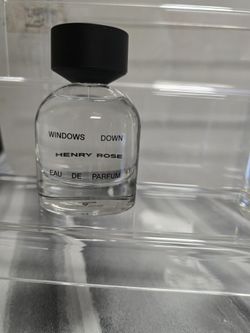 WINDOWS DOWN
HENRY ROSE
EAU DE PARFUM